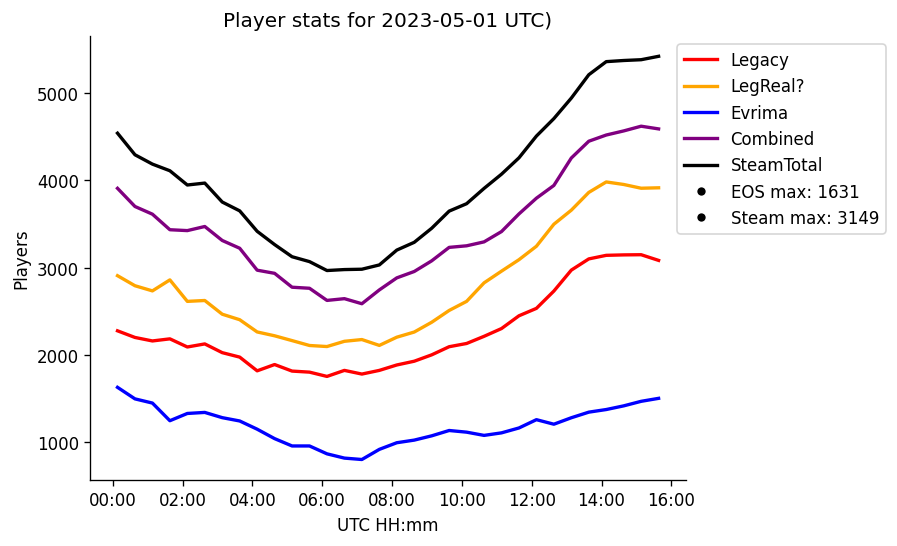 Player stats for 2023-05-01 UTC)
Legacy
LegReal?
Evrima
Combined
SteamTotal
EOS max: 1631
Steam max: 3149
5000
4000
3000
2000
1000
Players
00:00 02:00 04:00 06:00 08:00 10:00 12:00 14:00 16:00
UTC HH:mm